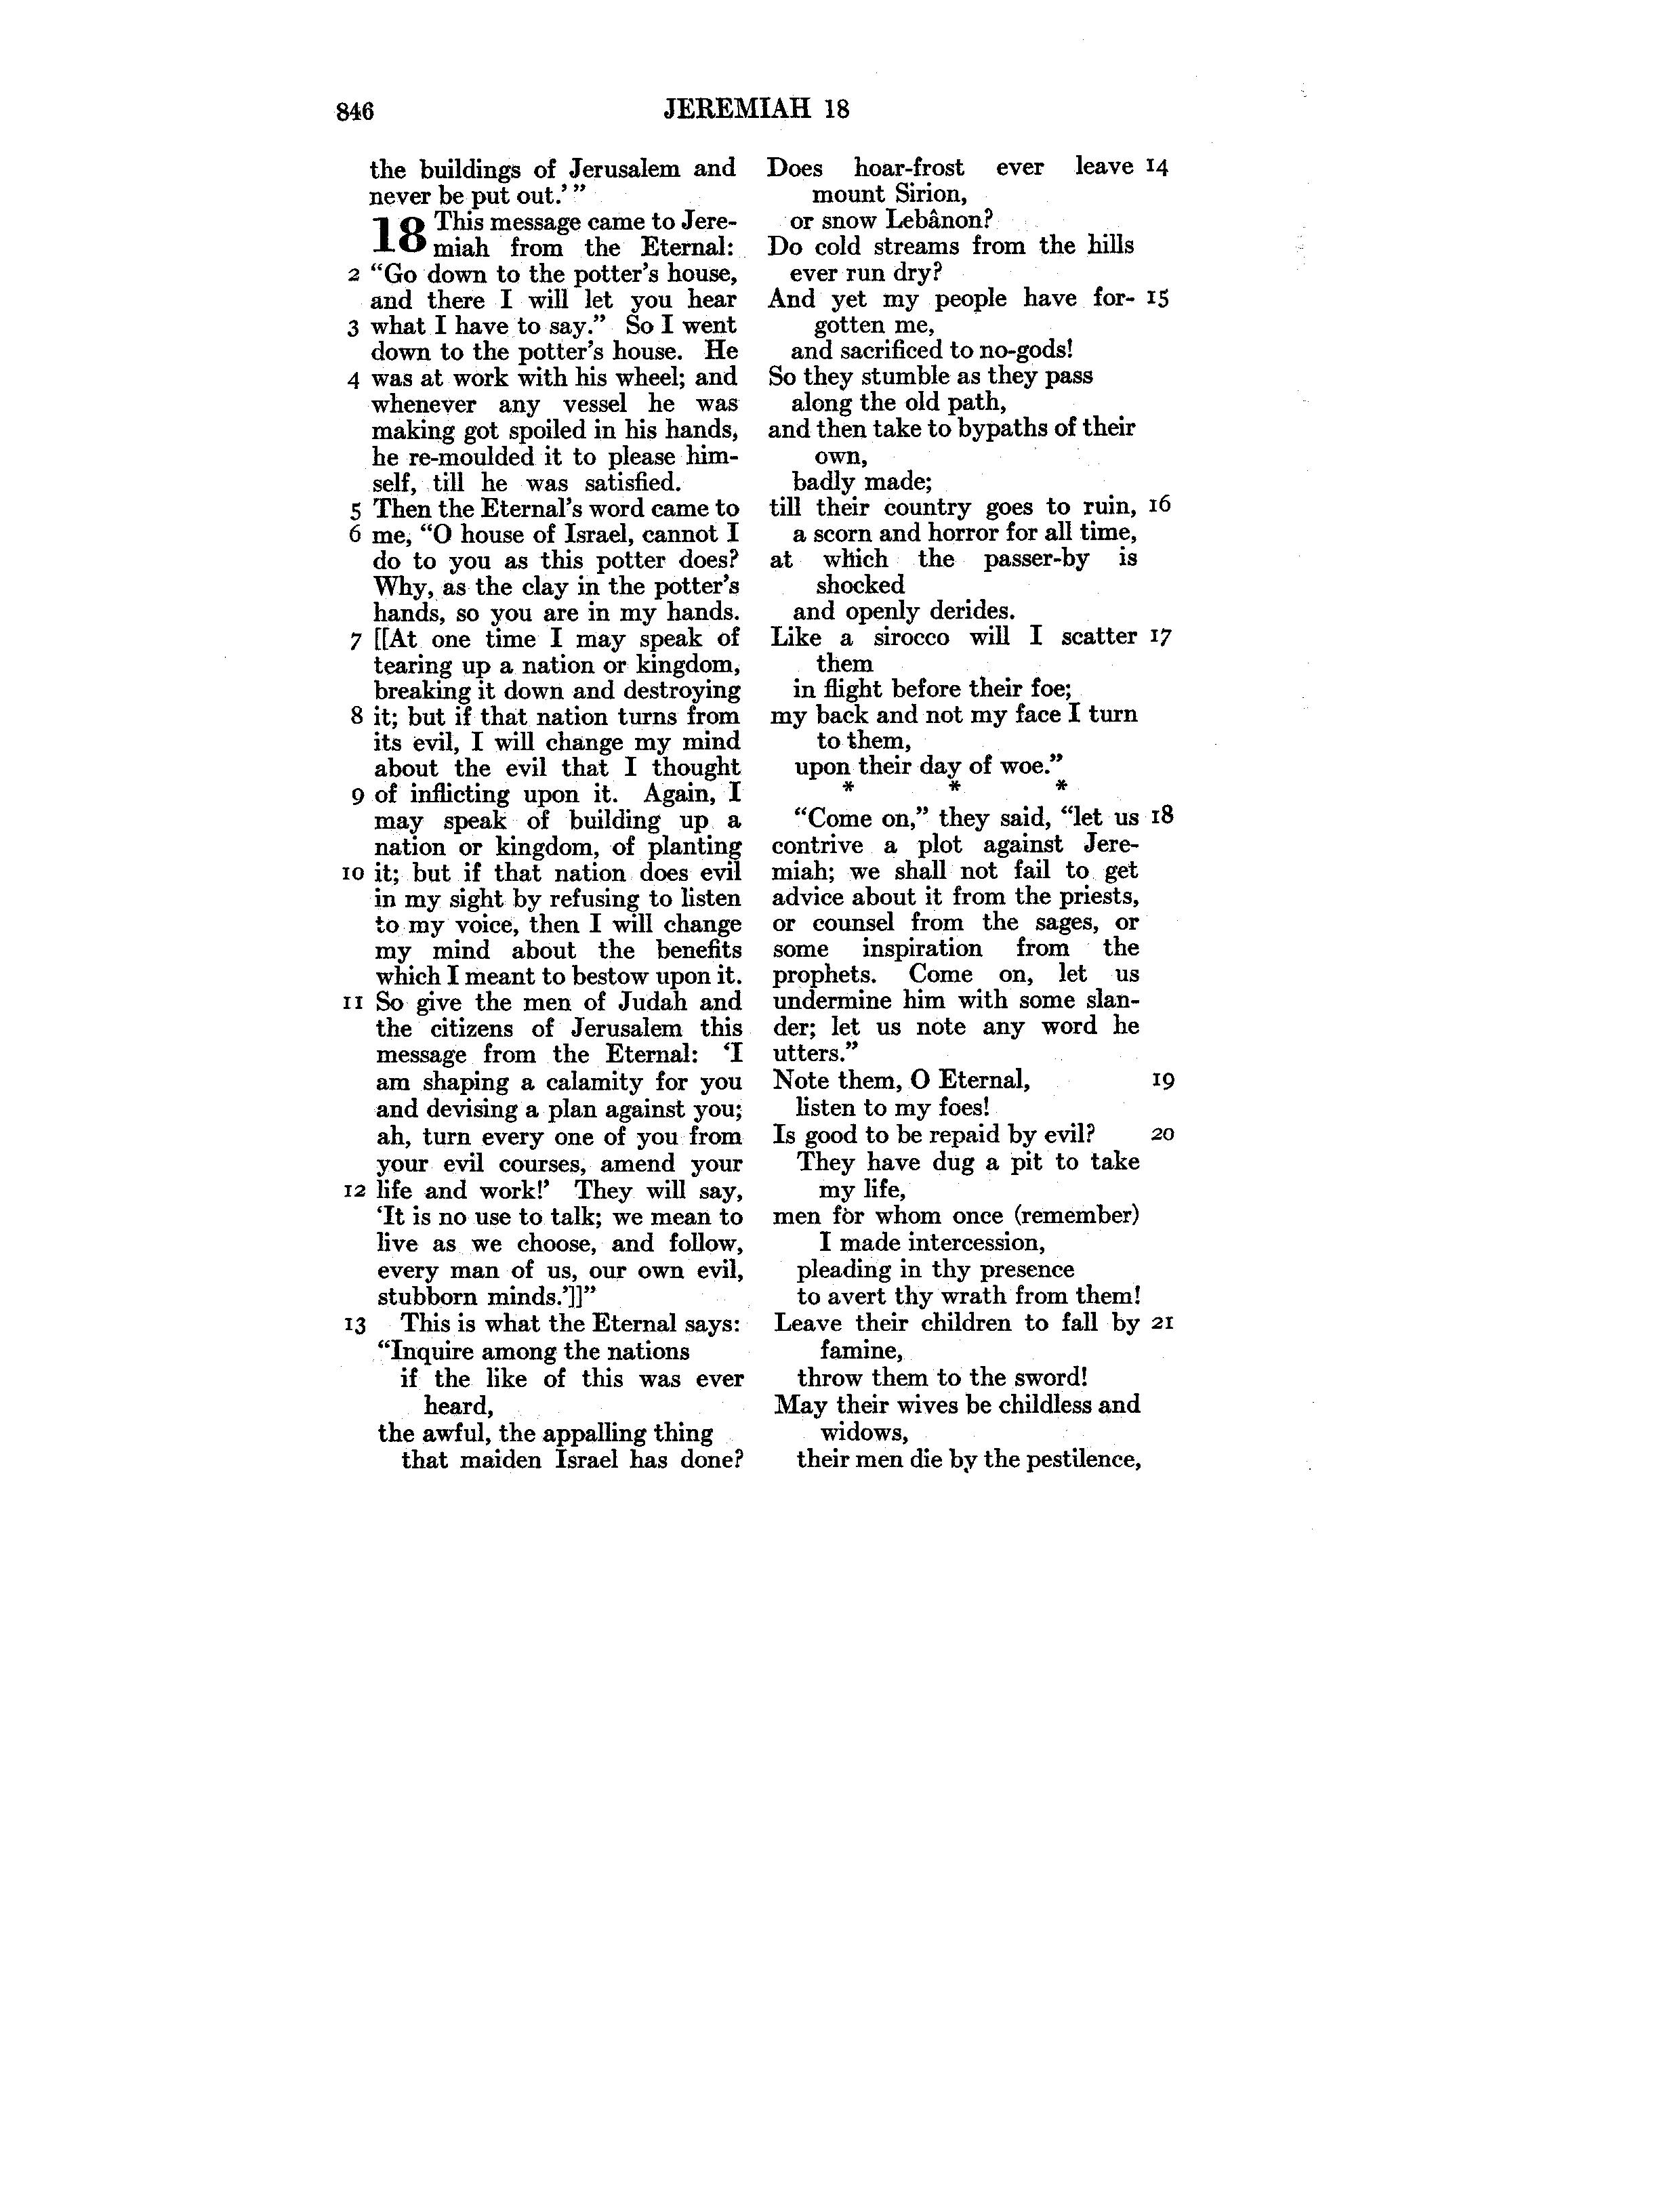 846
JEREMIAH 18
the buildings of Jerusalem and
never be put out.’ ”
18 This message came to Jere-
miah from the Eternal:
2 “Go down to the potter’s house,
and there I will let you hear
3 what I have to say.” So I went
down to the potter’s house. He
4 was at work with his wheel; and
whenever any vessel he was
making got spoiled in his hands,
he re-moulded it to please him-
self, till he was satisfied.
5 Then the Eternal’s word came to
6 me, “O house of Israel, cannot I
do to you as this potter does?
Why, as the clay in the potter’s
hands, so you are in my hands.
7 [[At one time I may speak of
tearing up a nation or kingdom,
breaking it down and destroying
8 it; but if that nation turns from
its evil, I will change my mind
about the evil that I thought
9 of inflicting upon it. Again, I
may speak of building up a
nation or kingdom, of planting
10 it; but if that nation does evil
in my sight by refusing to listen
to my voice, then I will change
my mind about the benefits
which I meant to bestow upon it.
11 So give the men of Judah and
the citizens of Jerusalem this
message from the Eternal: ‘I
am shaping a calamity for you
and devising a plan against you;
ah, turn every one of you from
your evil courses, amend your
12 life and work!’ They will say,
‘It is no use to talk; we mean to
live as we choose, and follow,
every man of us, our own evil,
stubborn minds.’]]”
13 This is what the Eternal says:
“Inquire among the nations
if the like of this was ever
heard,
the awful, the appalling thing
that maiden Israel has done?
Does hoar-frost ever leave 14
mount Sirion,
or snow Lebânon?
Do cold streams from the hills
ever run dry?
And yet my people have for- 15
gotten me,
and sacrificed to no-gods!
So they stumble as they pass
along the old path,
and then take to bypaths of their
own,
badly made;
till their country goes to ruin, 16
a scorn and horror for all time,
at which the passer-by is
shocked
and openly derides.
Like a sirocco will I scatter 17
them
in flight before their foe;
my back and not my face I turn
to them,
upon their day of woe.”
* * *
“Come on,” they said, “let us 18
contrive a plot against Jere-
miah; we shall not fail to get
advice about it from the priests,
or counsel from the sages, or
some inspiration from the
prophets. Come on, let us
undermine him with some slan-
der; let us note any word he
utters.”
Note them, O Eternal, 19
listen to my foes!
Is good to be repaid by evil? 20
They have dug a pit to take
my life,
men for whom once (remember)
I made intercession,
pleading in thy presence
to avert thy wrath from them!
Leave their children to fall by 21
famine,
throw them to the sword!
May their wives be childless and
widows,
their men die by the pestilence,